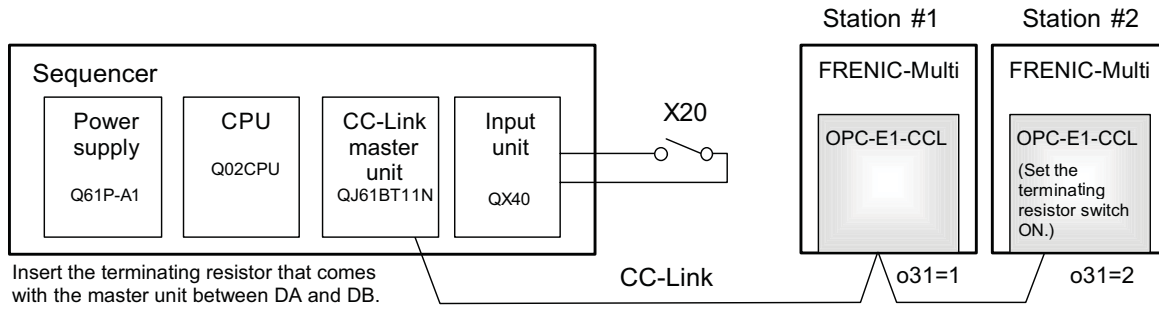 Station #1
Station #2
Sequencer
Power
supply
Q61P-A1
CPU
Q02CPU
CC-Link
master
unit
QJ61BT11N
Input
unit
QX40
X20
FRENIC-Multi
OPC-E1-CCL
FRENIC-Multi
OPC-E1-CCL
(Set the
terminating
resistor switch
ON.)
Insert the terminating resistor that comes
with the master unit between DA and DB.
CC-Link
o31=1
o31=2